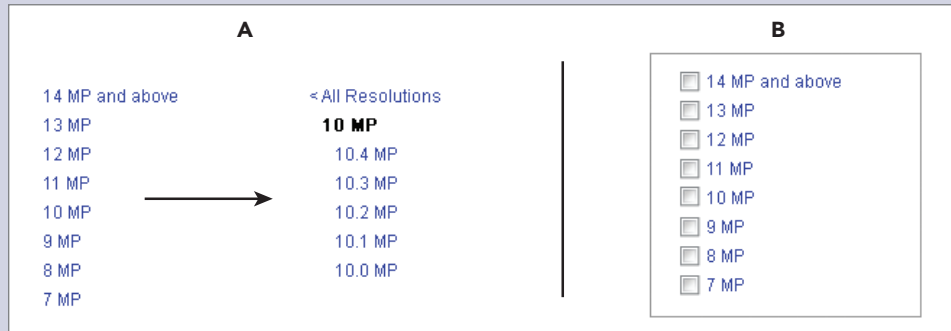 A
14 MP and above
13 MP
12 MP
11 MP
10 MP
9 MP
8 MP
7 MP
< All Resolutions
10 MP
10.4 MP
10.3 MP
10.2 MP
10.1 MP
10.0 MP
B
14 MP and above
13 MP
12 MP
11 MP
10 MP
9 MP
8 MP
7 MP